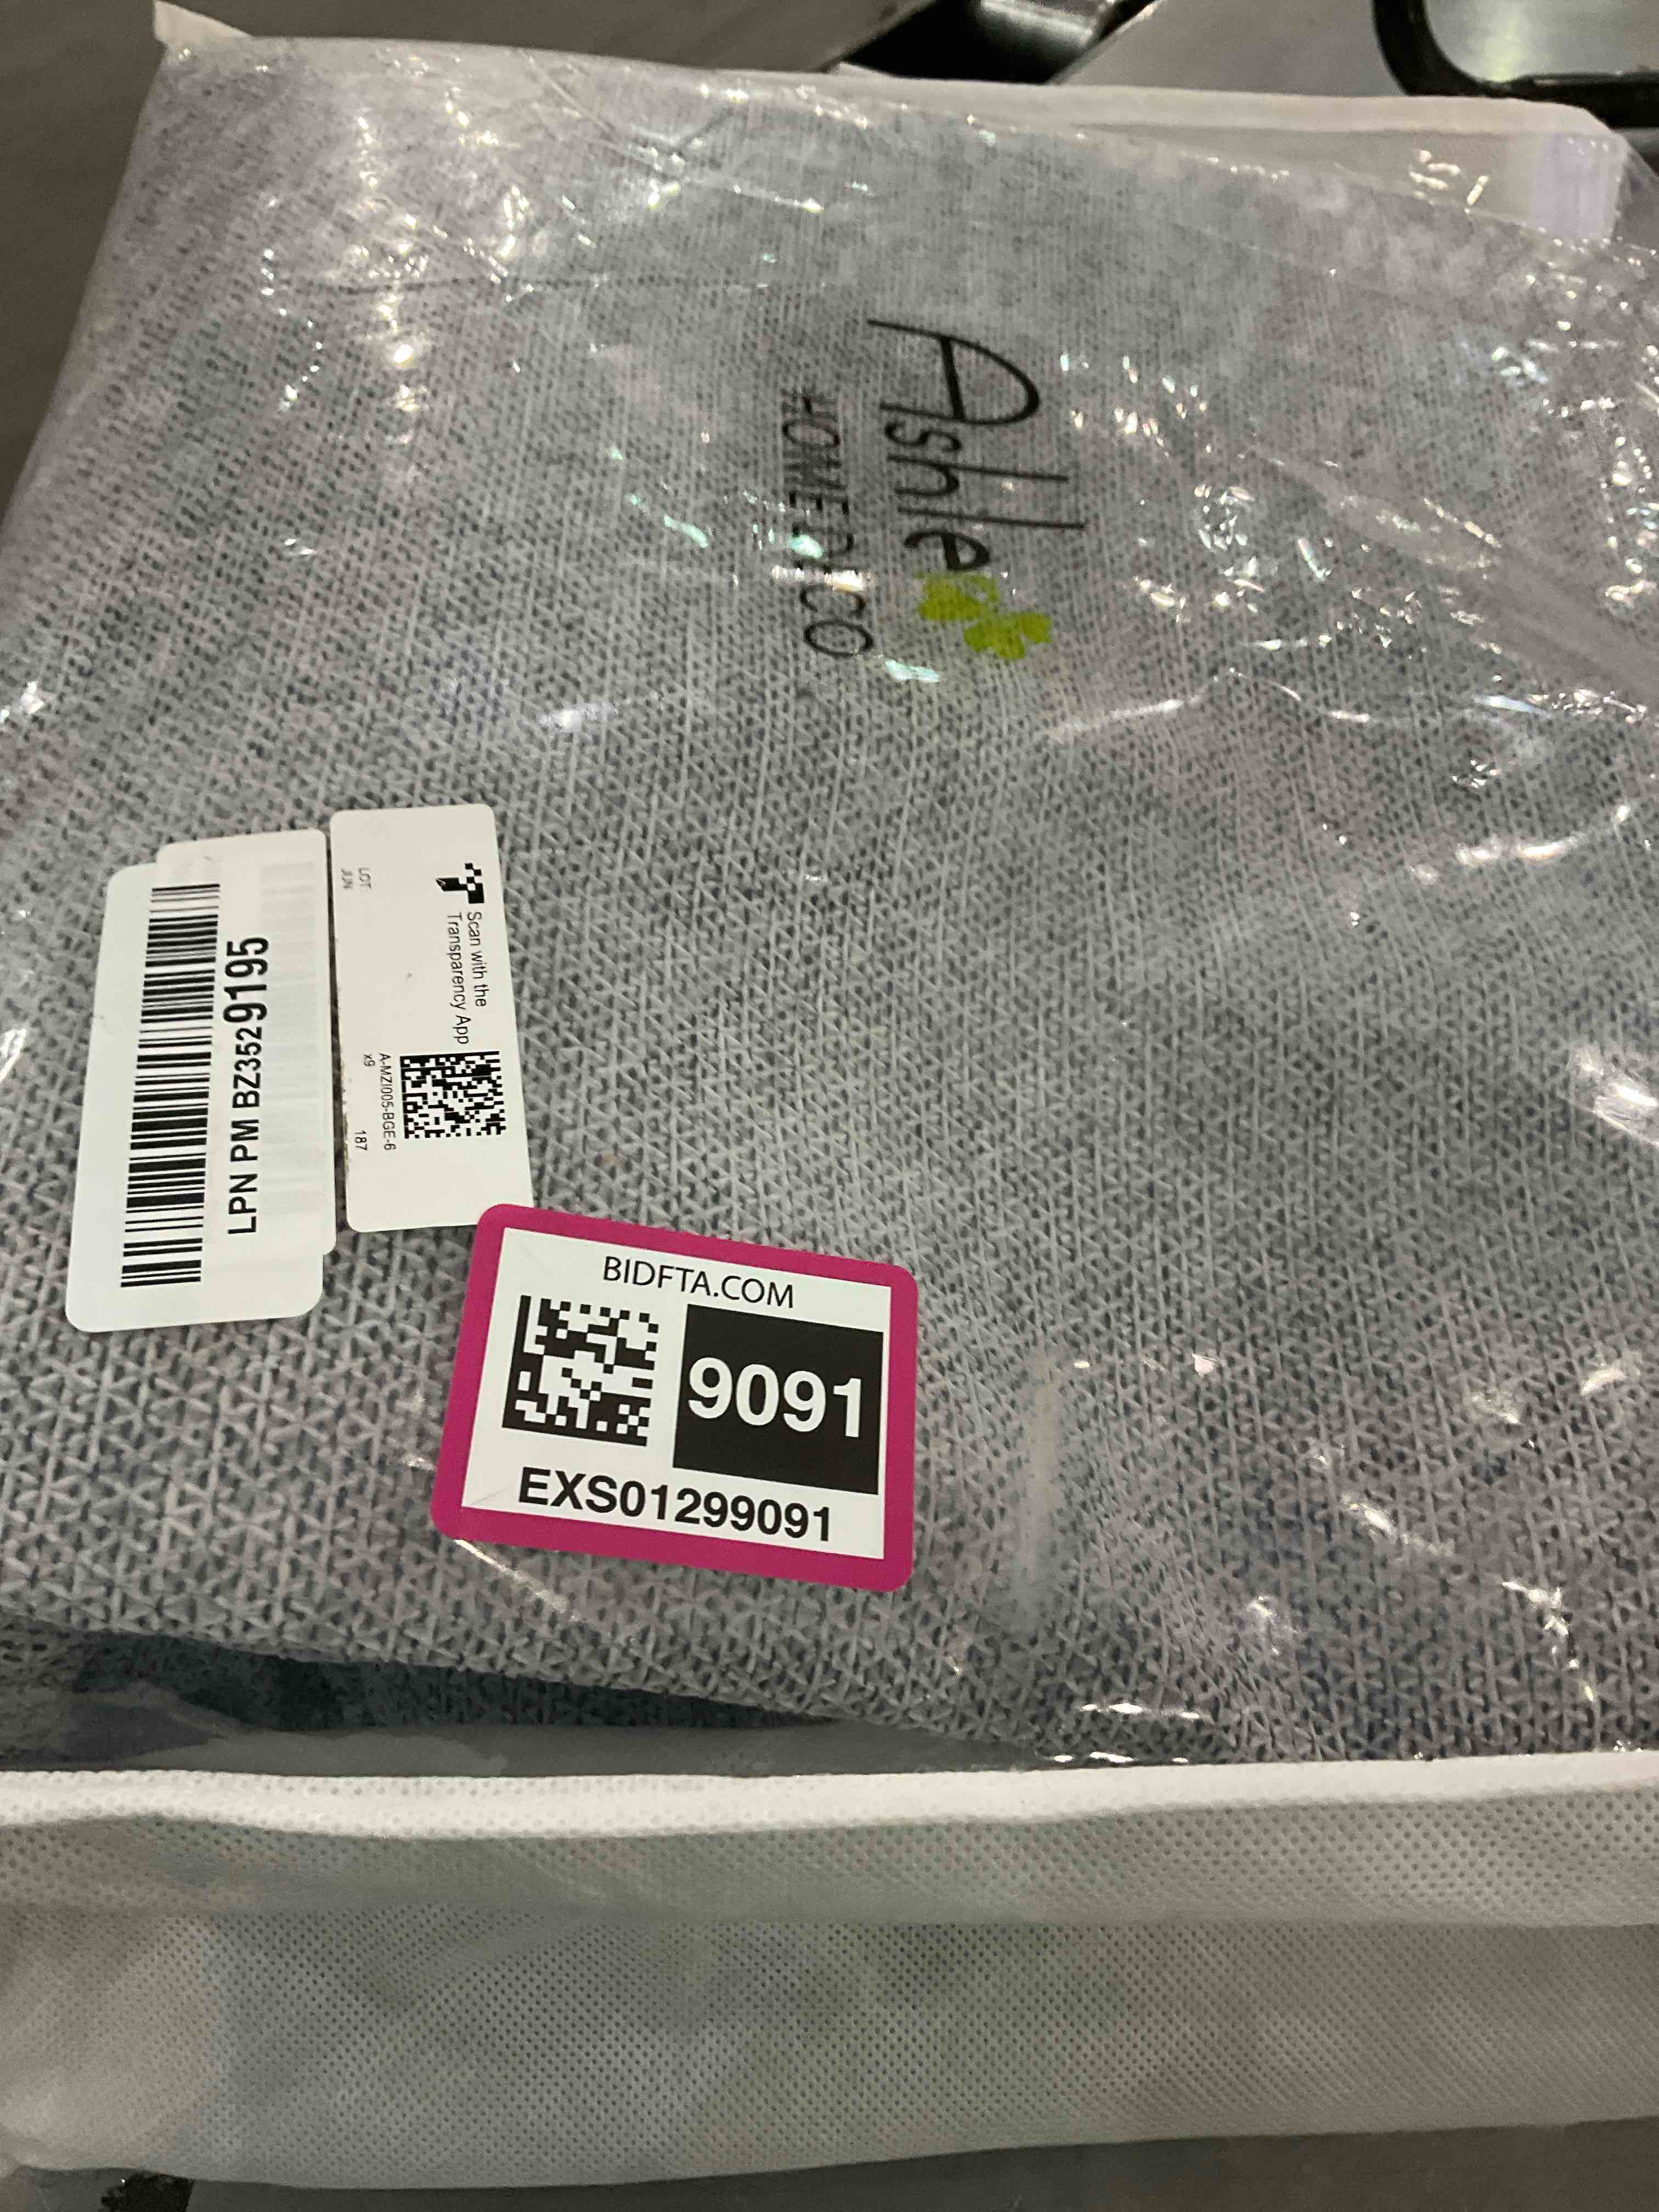 Ashle
HOME DECO
LPN PM BZ3529195
Scan with the
Transparency App
LOT
JUN
A-MZI005-BGE-6
x9
187
BIDFTA.COM
9091
EXS01299091